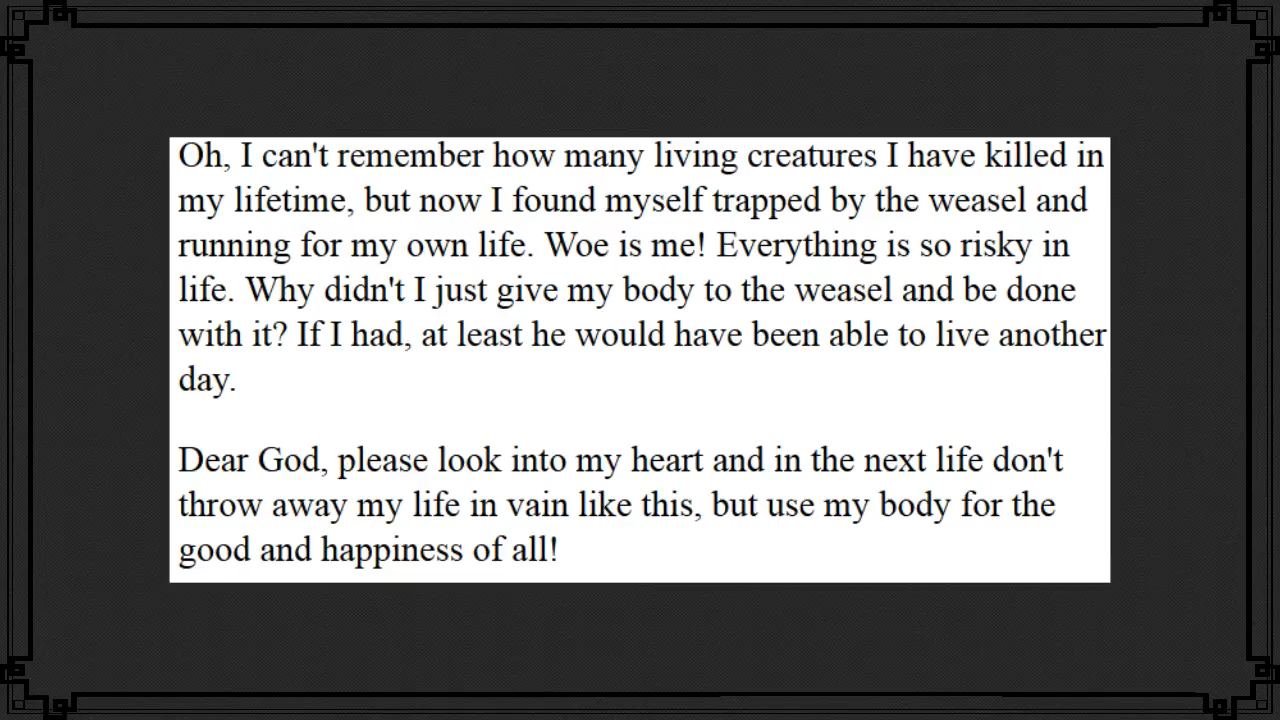 Oh, I can't remember how many living creatures I have killed in
my lifetime, but now I found myself trapped by the weasel and
running for my own life. Woe is me! Everything is so risky in
life. Why didn't I just give my body to the weasel and be done
with it? If I had, at least he would have been able to live another
day.
Dear God, please look into my heart and in the next life don't
throw away my life in vain like this, but use my body for the
good and happiness of all!